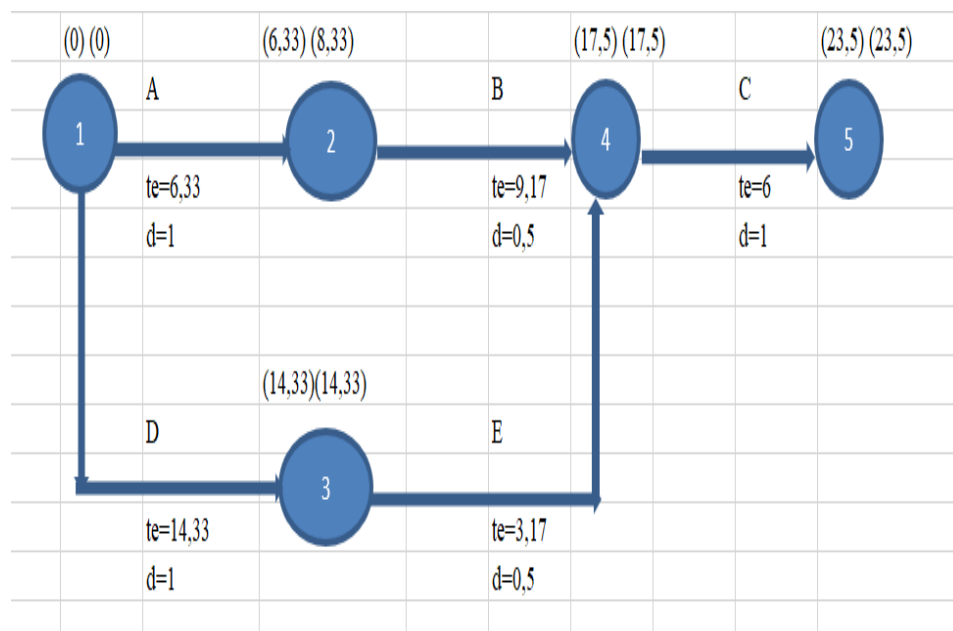 (0) (0) (6,33) (8,33) (17,5) (17,5) (23,5) (23,5)
A B C
1 2 4 5
te=6,33 te=9,17 te=6
d=1 d=0,5 d=1
(14,33)(14,33)
D E
3
te=14,33 te=3,17
d=1 d=0,5